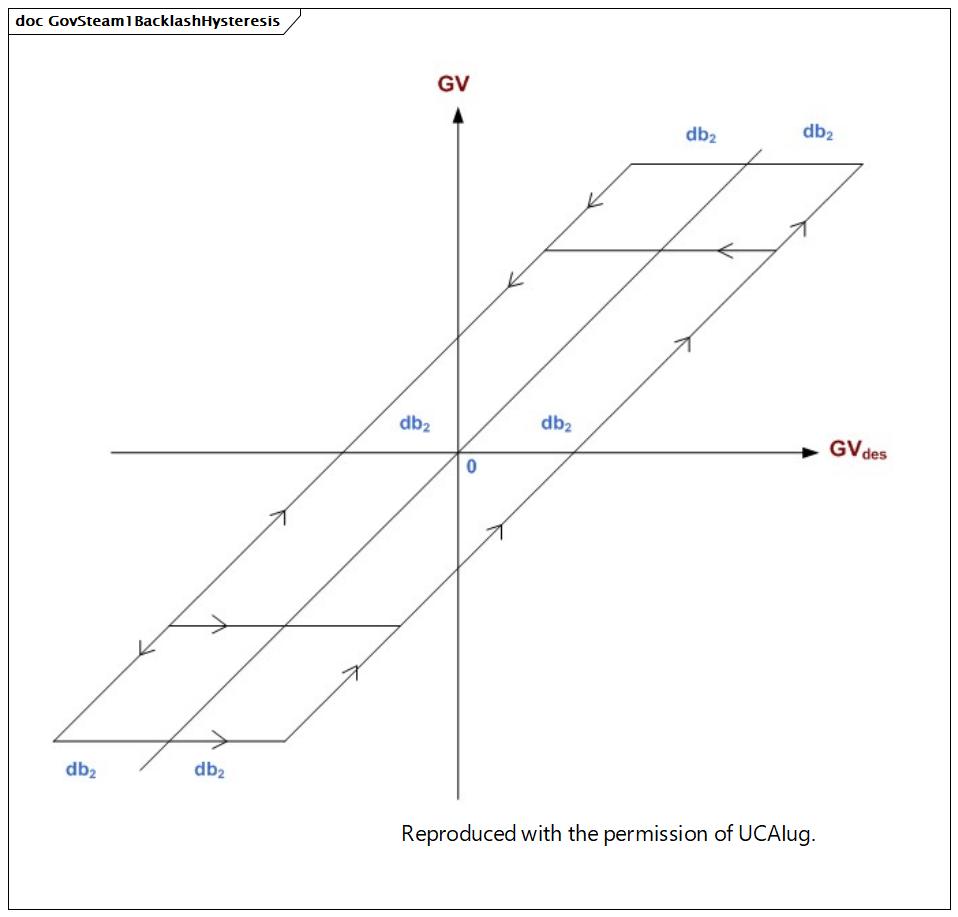 doc GovSteam1BacklashHysteresis
GV
db₂ db₂
db₂ db₂
GVdes
0
db₂ db₂
Reproduced with the permission of UCAIug.